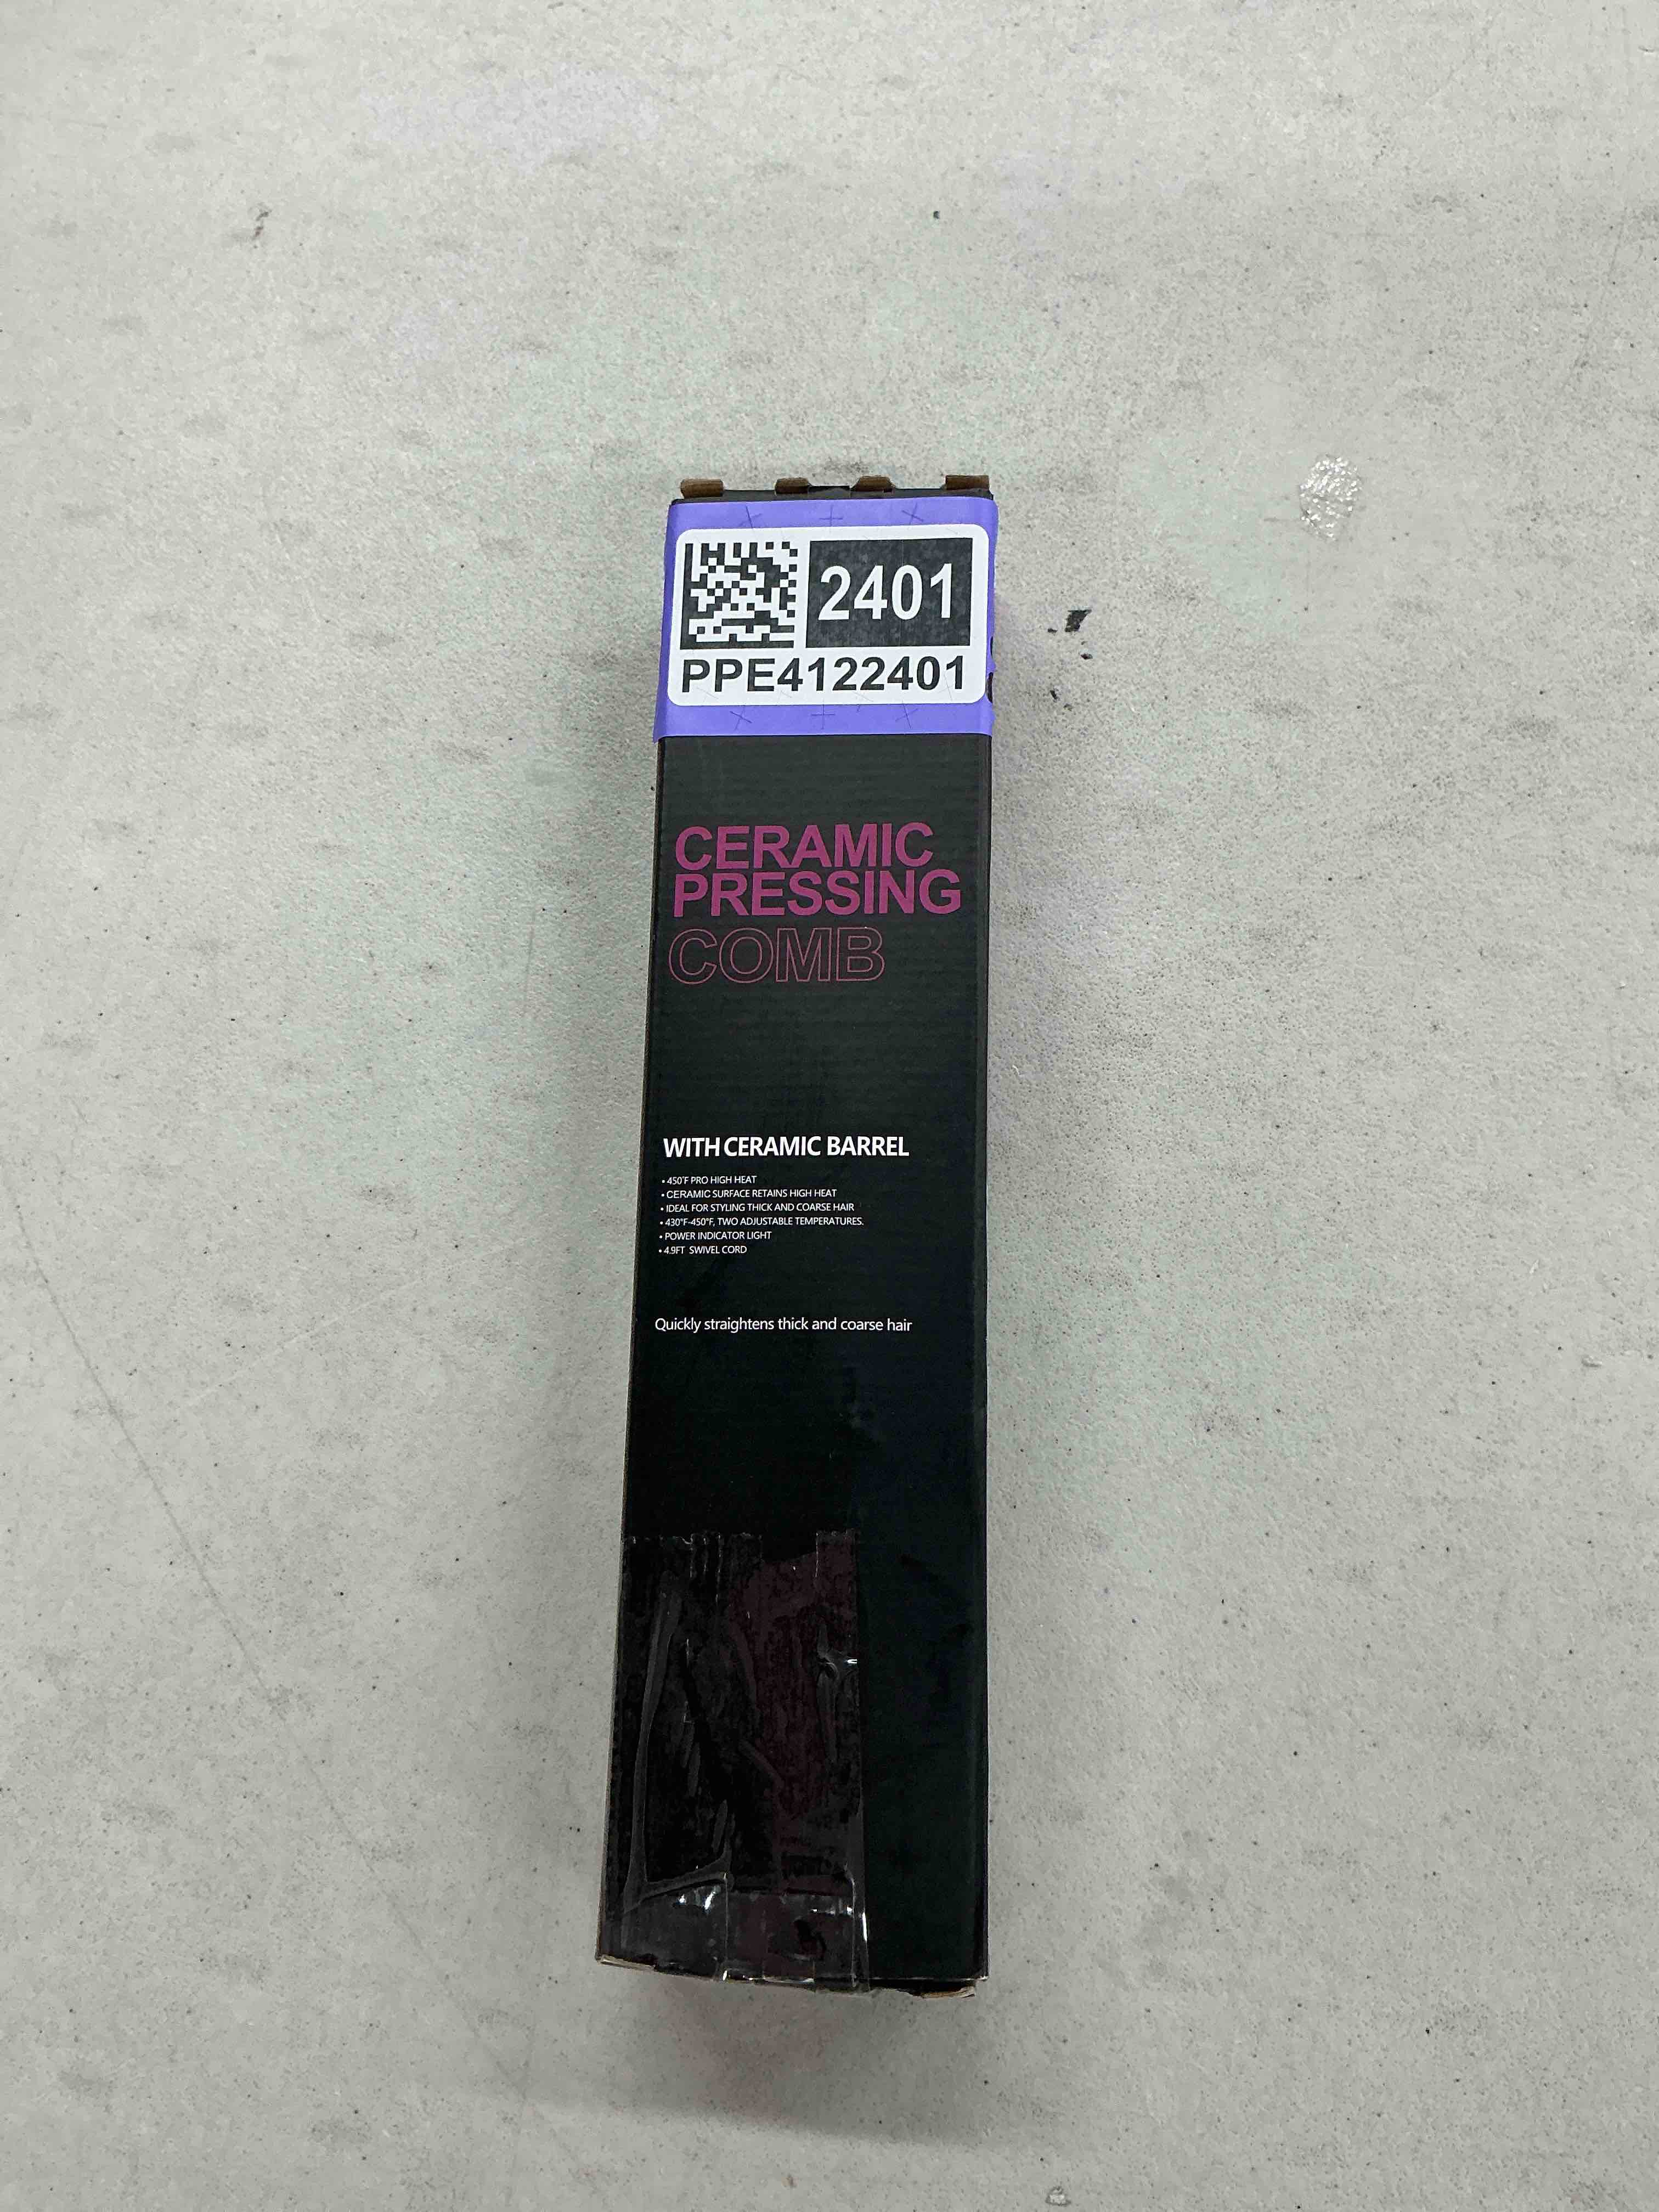 2401
PPE4122401
CERAMIC
PRESSING
COMB
WITH CERAMIC BARREL
• 450°F PRO HIGH HEAT
• CERAMIC SURFACE RETAINS HIGH HEAT
• IDEAL FOR STYLING THICK AND COARSE HAIR
• 430°F-450°F, TWO ADJUSTABLE TEMPERATURES.
• POWER INDICATOR LIGHT
• 4.9FT SWIVEL CORD
Quickly straightens thick and coarse hair